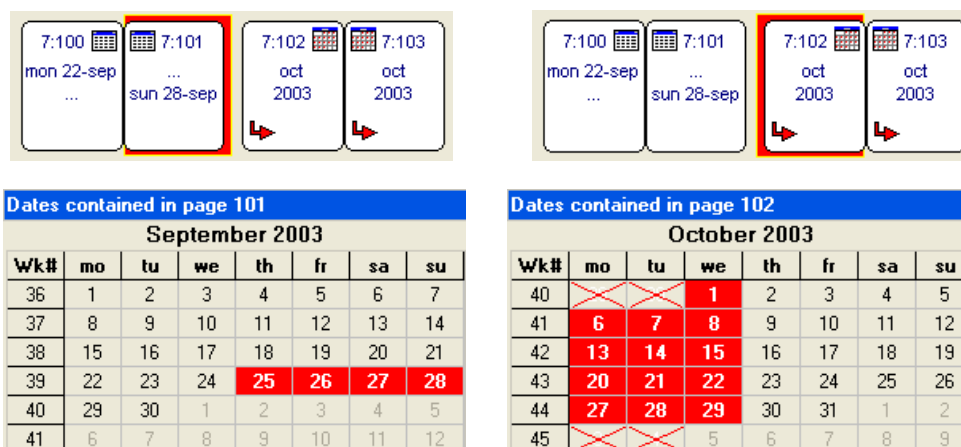 7:100 7:101 7:102 7:103
mon 22-sep ... oct oct
... sun 28-sep 2003 2003
7:100 7:101 7:102 7:103
mon 22-sep ... oct oct
... sun 28-sep 2003 2003
Dates contained in page 101
September 2003
Wk# mo tu we th fr sa su
36 1 2 3 4 5 6 7
37 8 9 10 11 12 13 14
38 15 16 17 18 19 20 21
39 22 23 24 25 26 27 28
40 29 30 1 2 3 4 5
41 6 7 8 9 10 11 12
Dates contained in page 102
October 2003
Wk# mo tu we th fr sa su
40 1 2 3 4 5
41 6 7 8 9 10 11 12
42 13 14 15 16 17 18 19
43 20 21 22 23 24 25 26
44 27 28 29 30 31 1 2
45 5 6 7 8 9